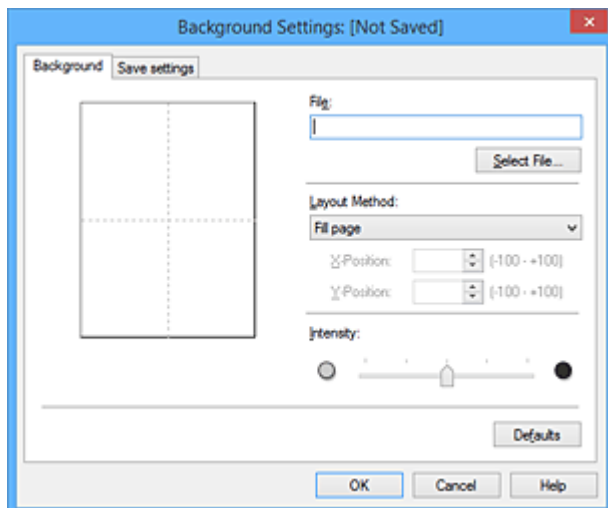 Background Settings: [Not Saved]
Background Save settings
File:
Select File...
Layout Method:
Fill page
X-Position: (-100 - +100)
Y-Position: (-100 - +100)
Intensity:
Defaults
OK Cancel Help